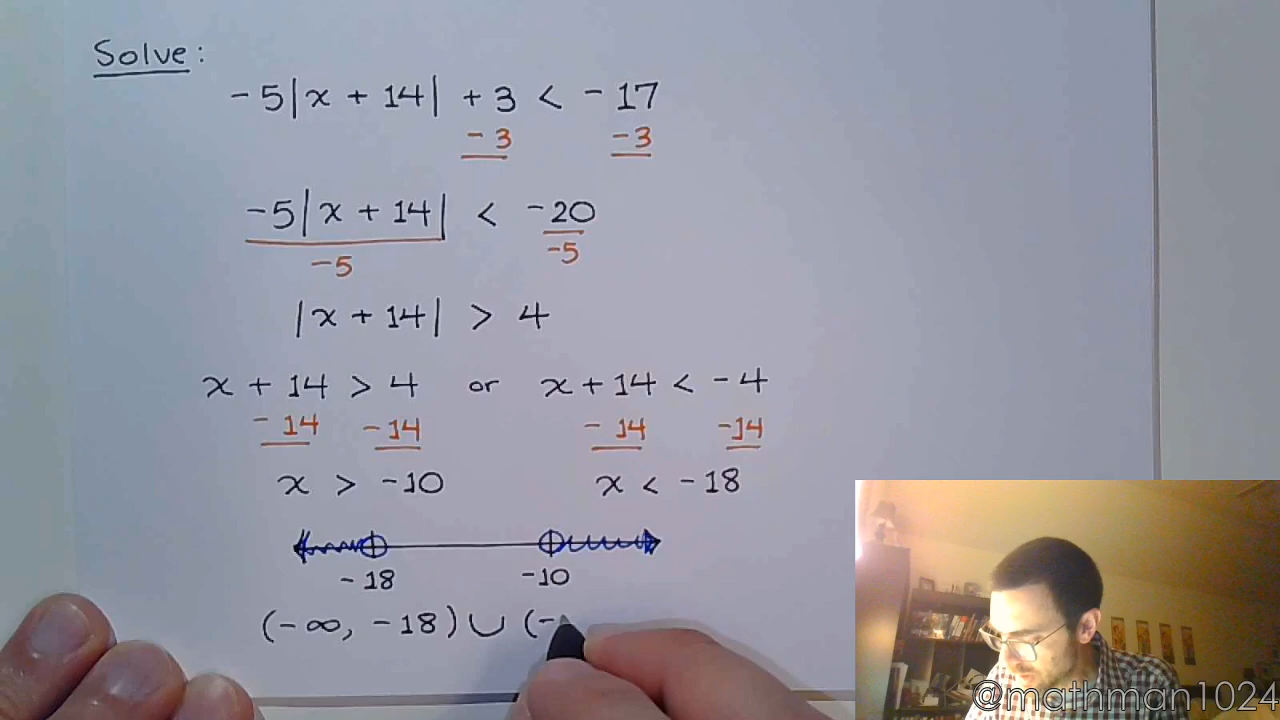 Solve:
-5|x + 14| + 3 < -17
-3 -3
-5|x + 14| < -20
-5 -5
|x + 14| > 4
x + 14 > 4 or x + 14 < -4
-14 -14 -14 -14
x > -10 x < -18
-18 -10
(-∞, -18) ∪ (-
@mathman1024